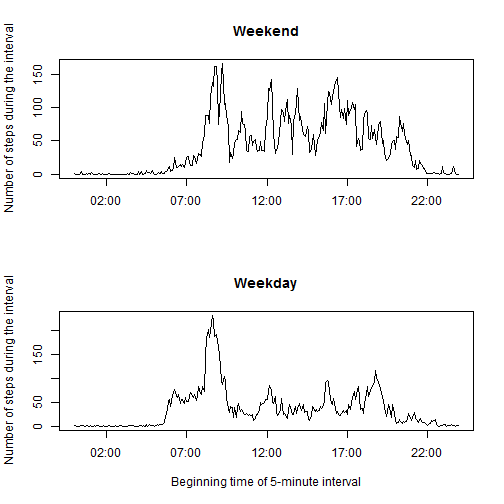 Weekend
Number of steps during the interval
150
100
50
0
02:00 07:00 12:00 17:00 22:00
Weekday
Number of steps during the interval
150
50
0
02:00 07:00 12:00 17:00 22:00
Beginning time of 5-minute interval